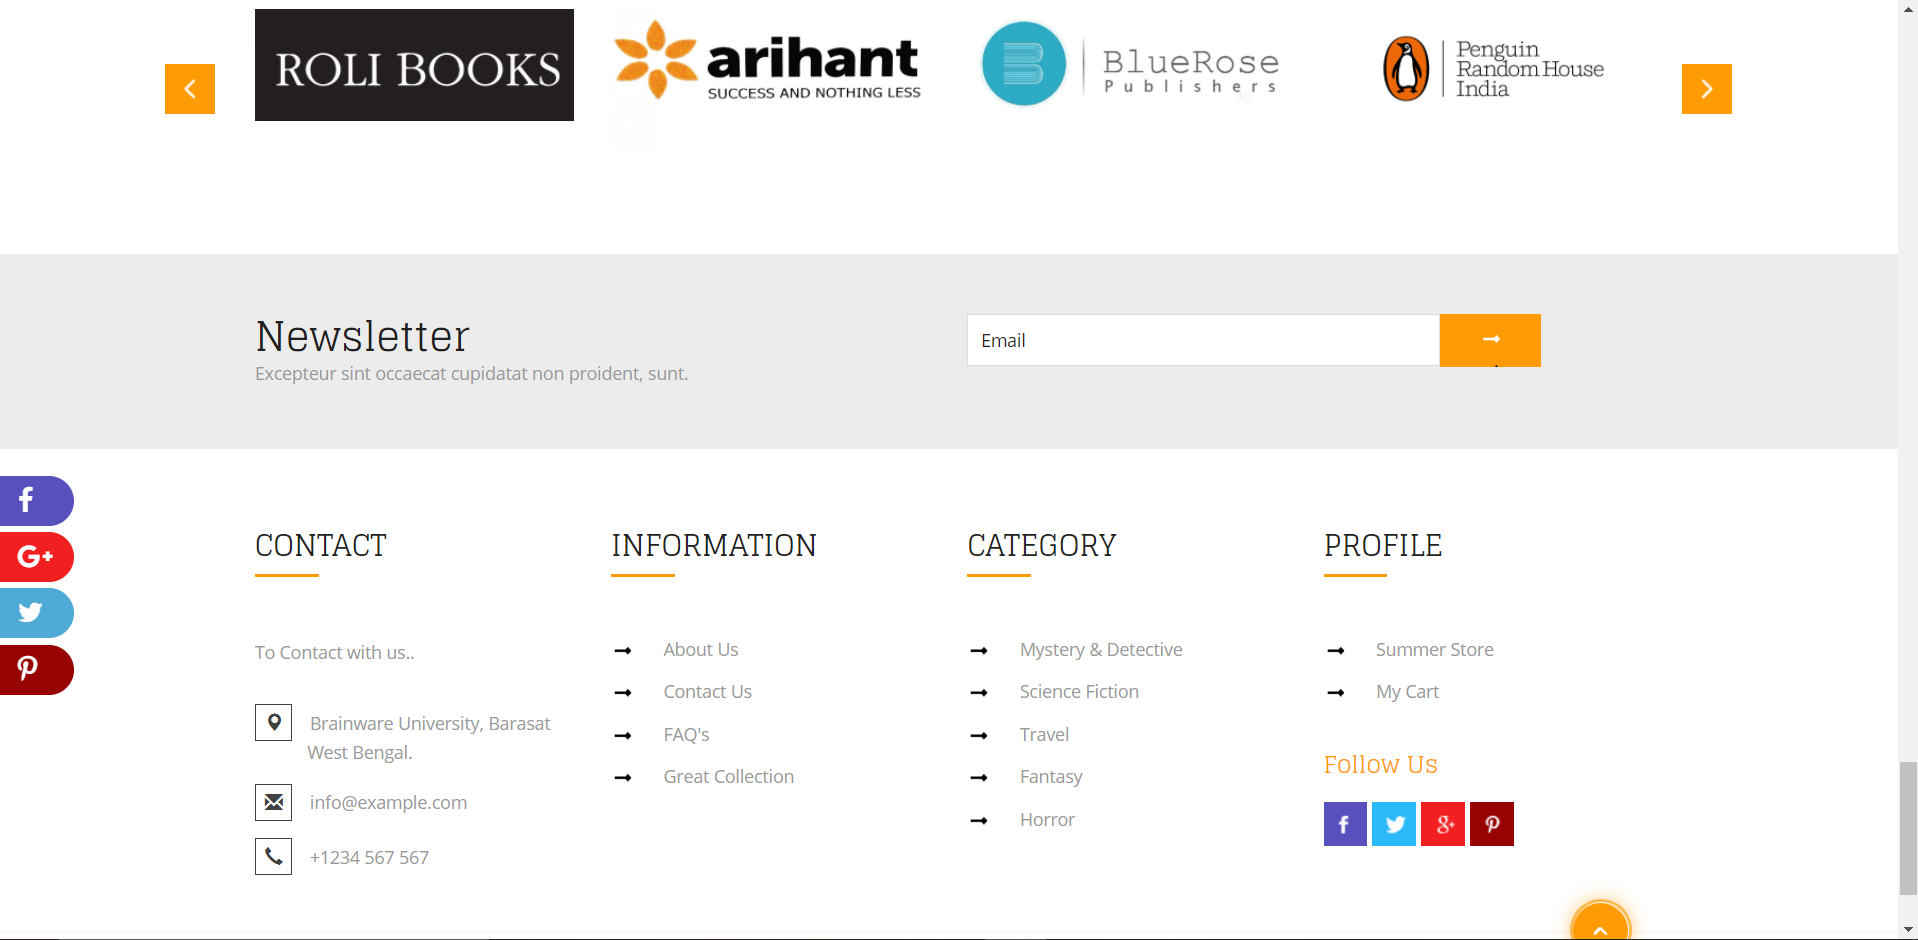 ROLI BOOKS
arihant
SUCCESS AND NOTHING LESS
BlueRose
Publishers
Penguin
Random House
India
Newsletter
Excepteur sint occaecat cupidatat non proident, sunt.
Email
CONTACT
To Contact with us..
Brainware University, Barasat
West Bengal.
info@example.com
+1234 567 567
INFORMATION
About Us
Contact Us
FAQ's
Great Collection
CATEGORY
Mystery & Detective
Science Fiction
Travel
Fantasy
Horror
PROFILE
Summer Store
My Cart
Follow Us